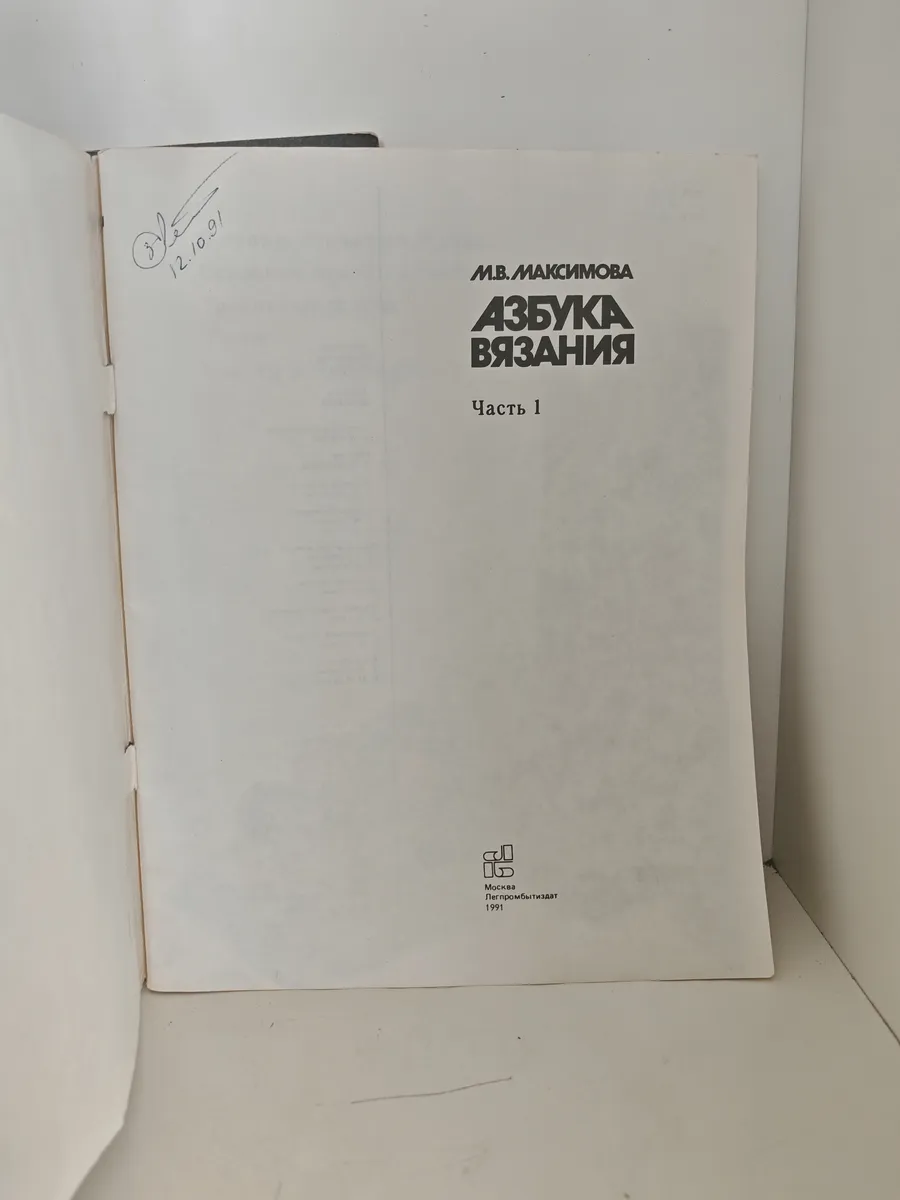 12.10.91
М.В. МАКСИМОВА
АЗБУКА
ВЯЗАНИЯ
Часть 1
Москва
Легпромбытиздат
1991